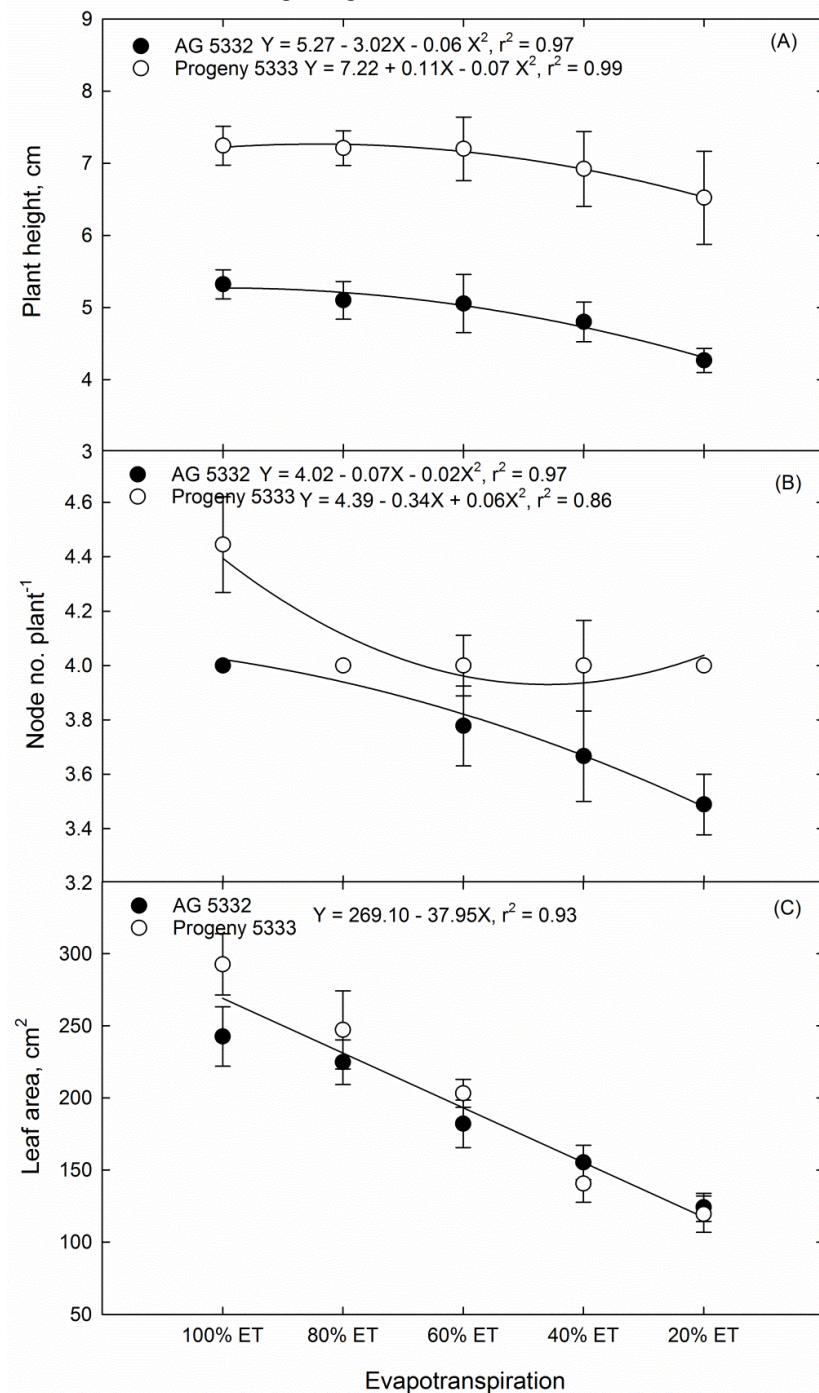 AG 5332 Y = 5.27 - 3.02X - 0.06 X², r² = 0.97
Progeny 5333 Y = 7.22 + 0.11X - 0.07 X², r² = 0.99
(A)
9
8
7
6
5
4
3
Plant height, cm
AG 5332 Y = 4.02 - 0.07X - 0.02X², r² = 0.97
Progeny 5333 Y = 4.39 - 0.34X + 0.06X², r² = 0.86
(B)
4.6
4.4
4.2
4.0
3.8
3.6
3.4
3.2
Node no. plant⁻¹
AG 5332
Progeny 5333
Y = 269.10 - 37.95X, r² = 0.93
(C)
300
250
200
150
100
50
Leaf area, cm²
100% ET 80% ET 60% ET 40% ET 20% ET
Evapotranspiration